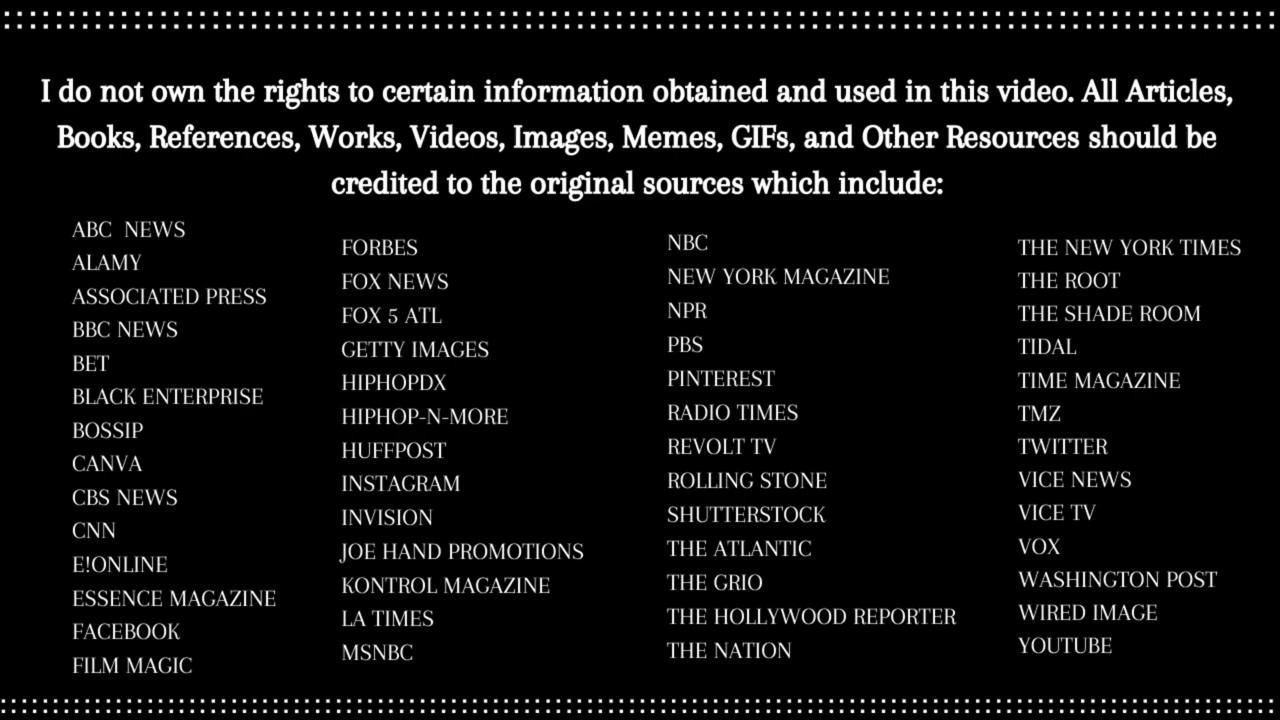 I do not own the rights to certain information obtained and used in this video. All Articles,
Books, References, Works, Videos, Images, Memes, GIFs, and Other Resources should be
credited to the original sources which include:
ABC NEWS
ALAMY
ASSOCIATED PRESS
BBC NEWS
BET
BLACK ENTERPRISE
BOSSIP
CANVA
CBS NEWS
CNN
E!ONLINE
ESSENCE MAGAZINE
FACEBOOK
FILM MAGIC
FORBES
FOX NEWS
FOX 5 ATL
GETTY IMAGES
HIPHOPDX
HIPHOP-N-MORE
HUFFPOST
INSTAGRAM
INVISION
JOE HAND PROMOTIONS
KONTROL MAGAZINE
LA TIMES
MSNBC
NBC
NEW YORK MAGAZINE
NPR
PBS
PINTEREST
RADIO TIMES
REVOLT TV
ROLLING STONE
SHUTTERSTOCK
THE ATLANTIC
THE GRIO
THE HOLLYWOOD REPORTER
THE NATION
THE NEW YORK TIMES
THE ROOT
THE SHADE ROOM
TIDAL
TIME MAGAZINE
TMZ
TWITTER
VICE NEWS
VICE TV
VOX
WASHINGTON POST
WIRED IMAGE
YOUTUBE